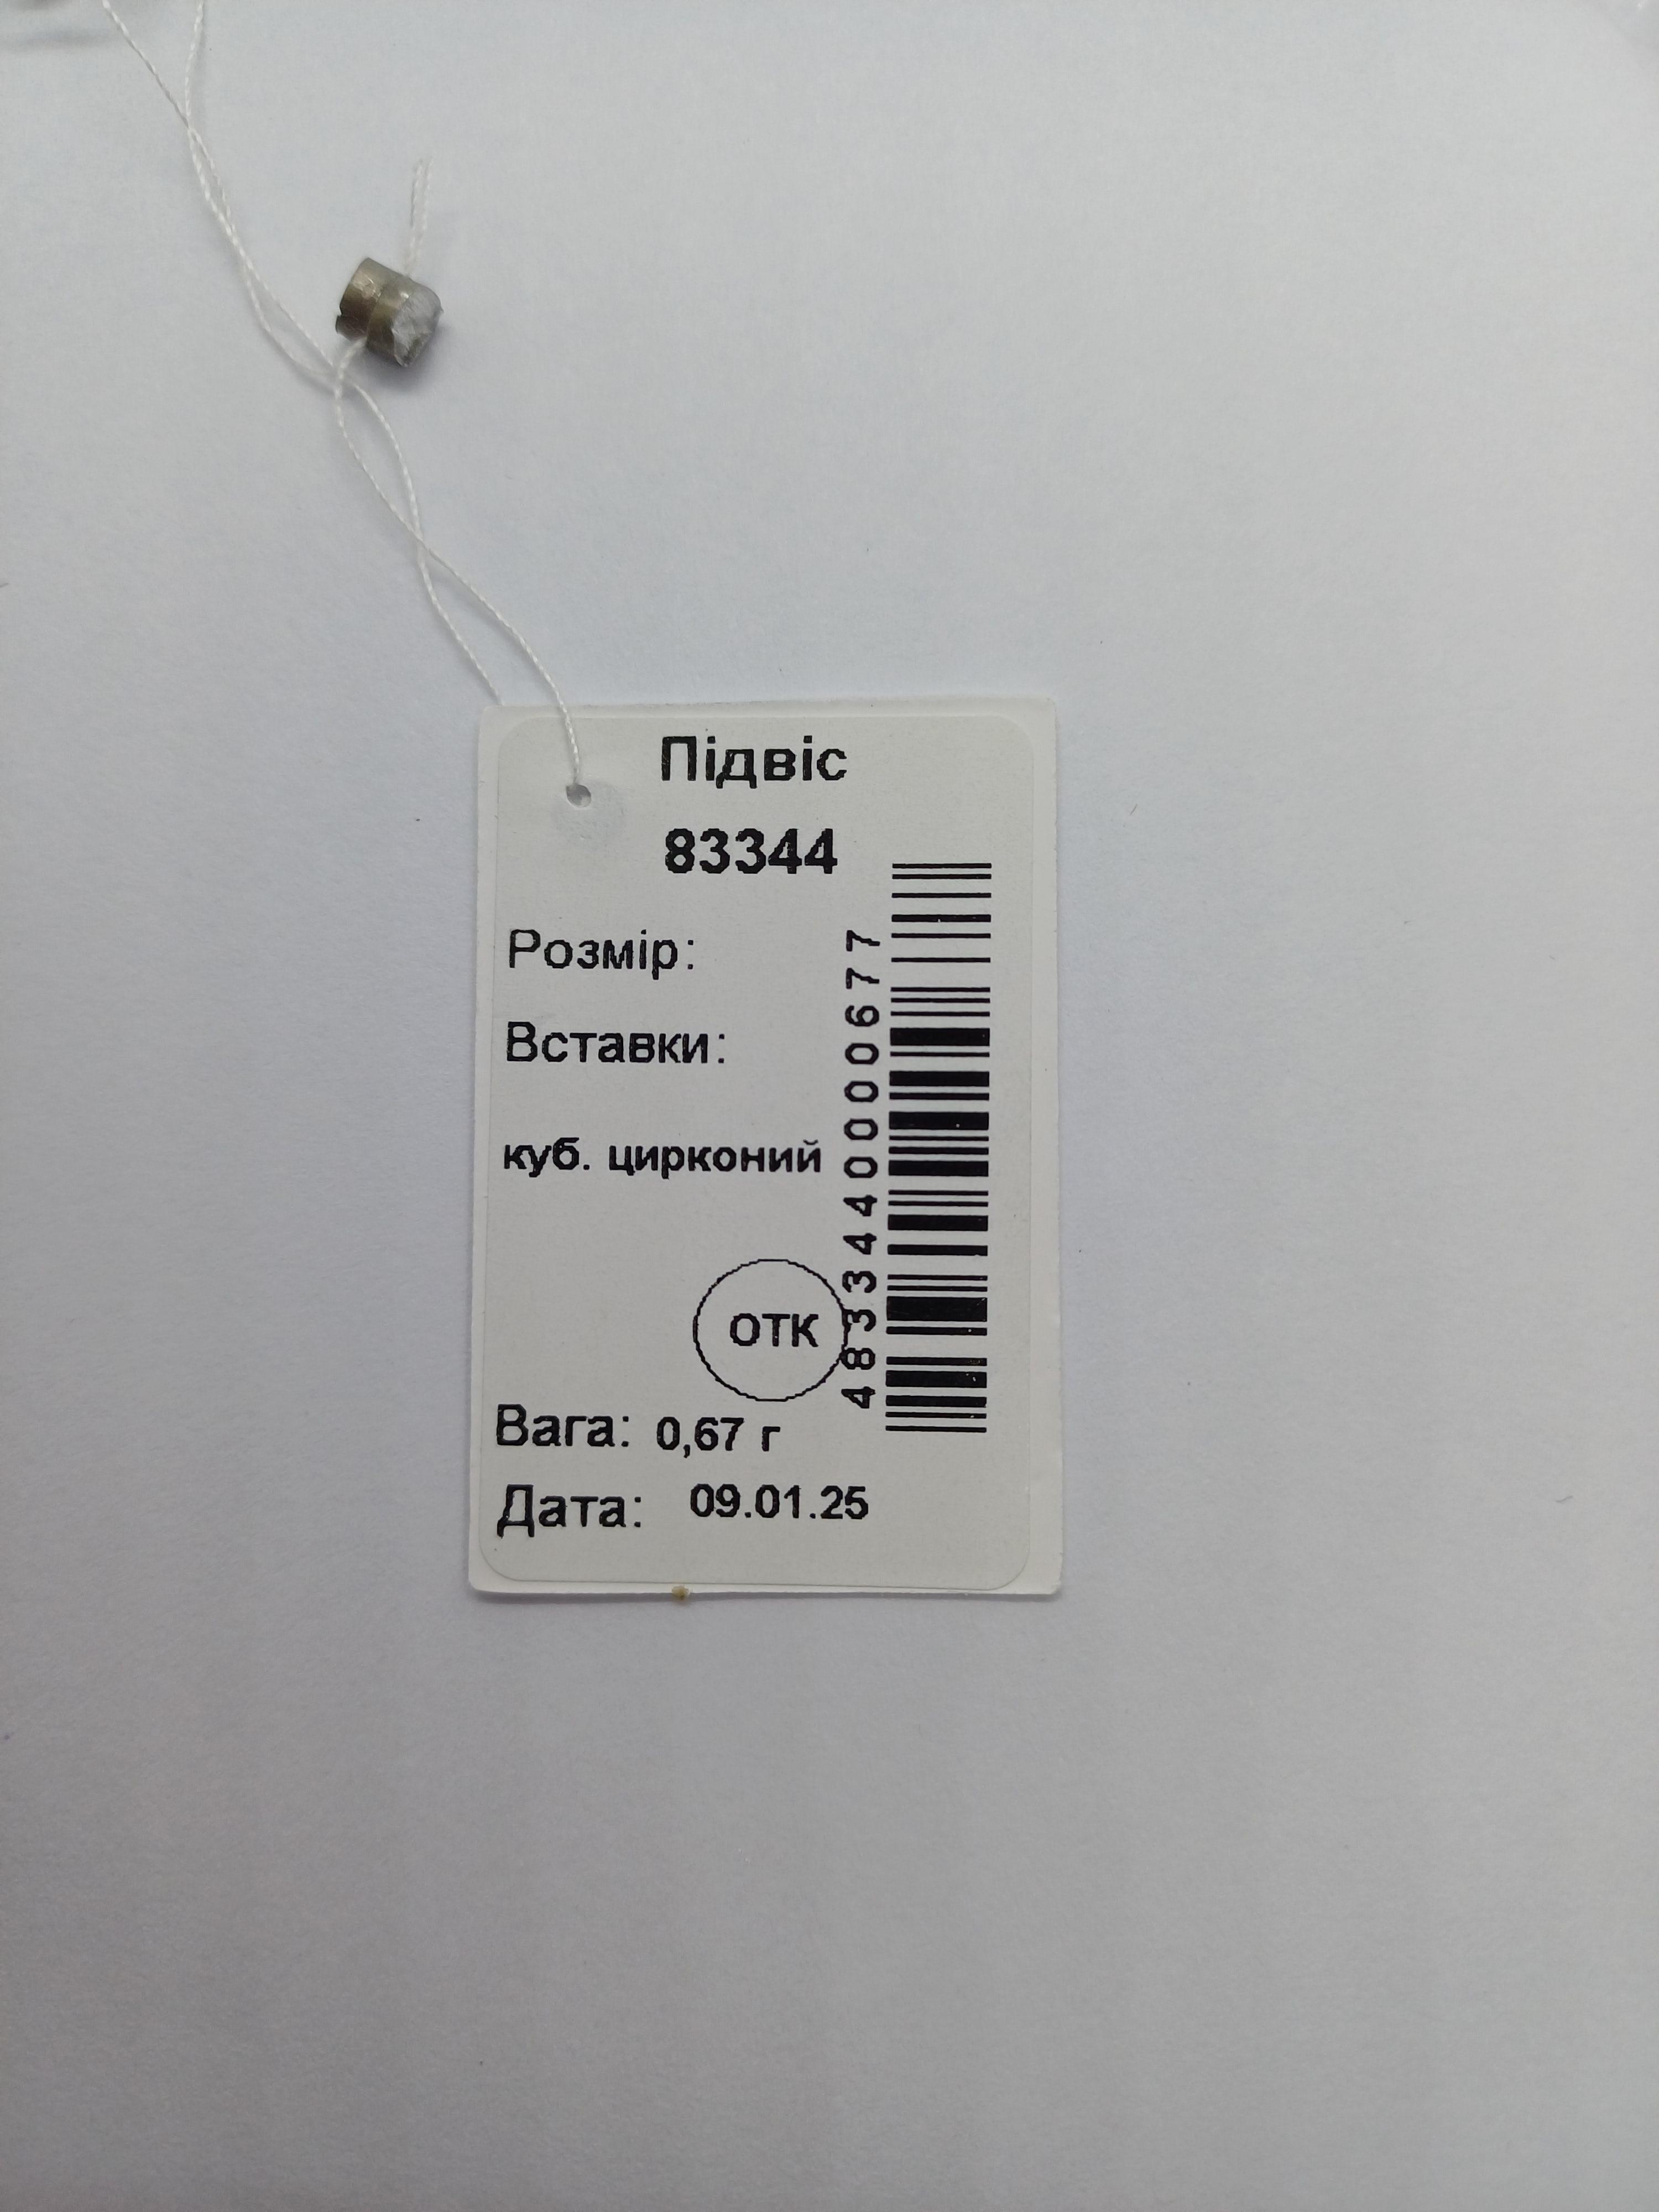 Підвіс
83344
Розмір:
Вставки:
куб. цирконий
ОТК
Вага: 0,67 г
Дата: 09.01.25
4833440000677